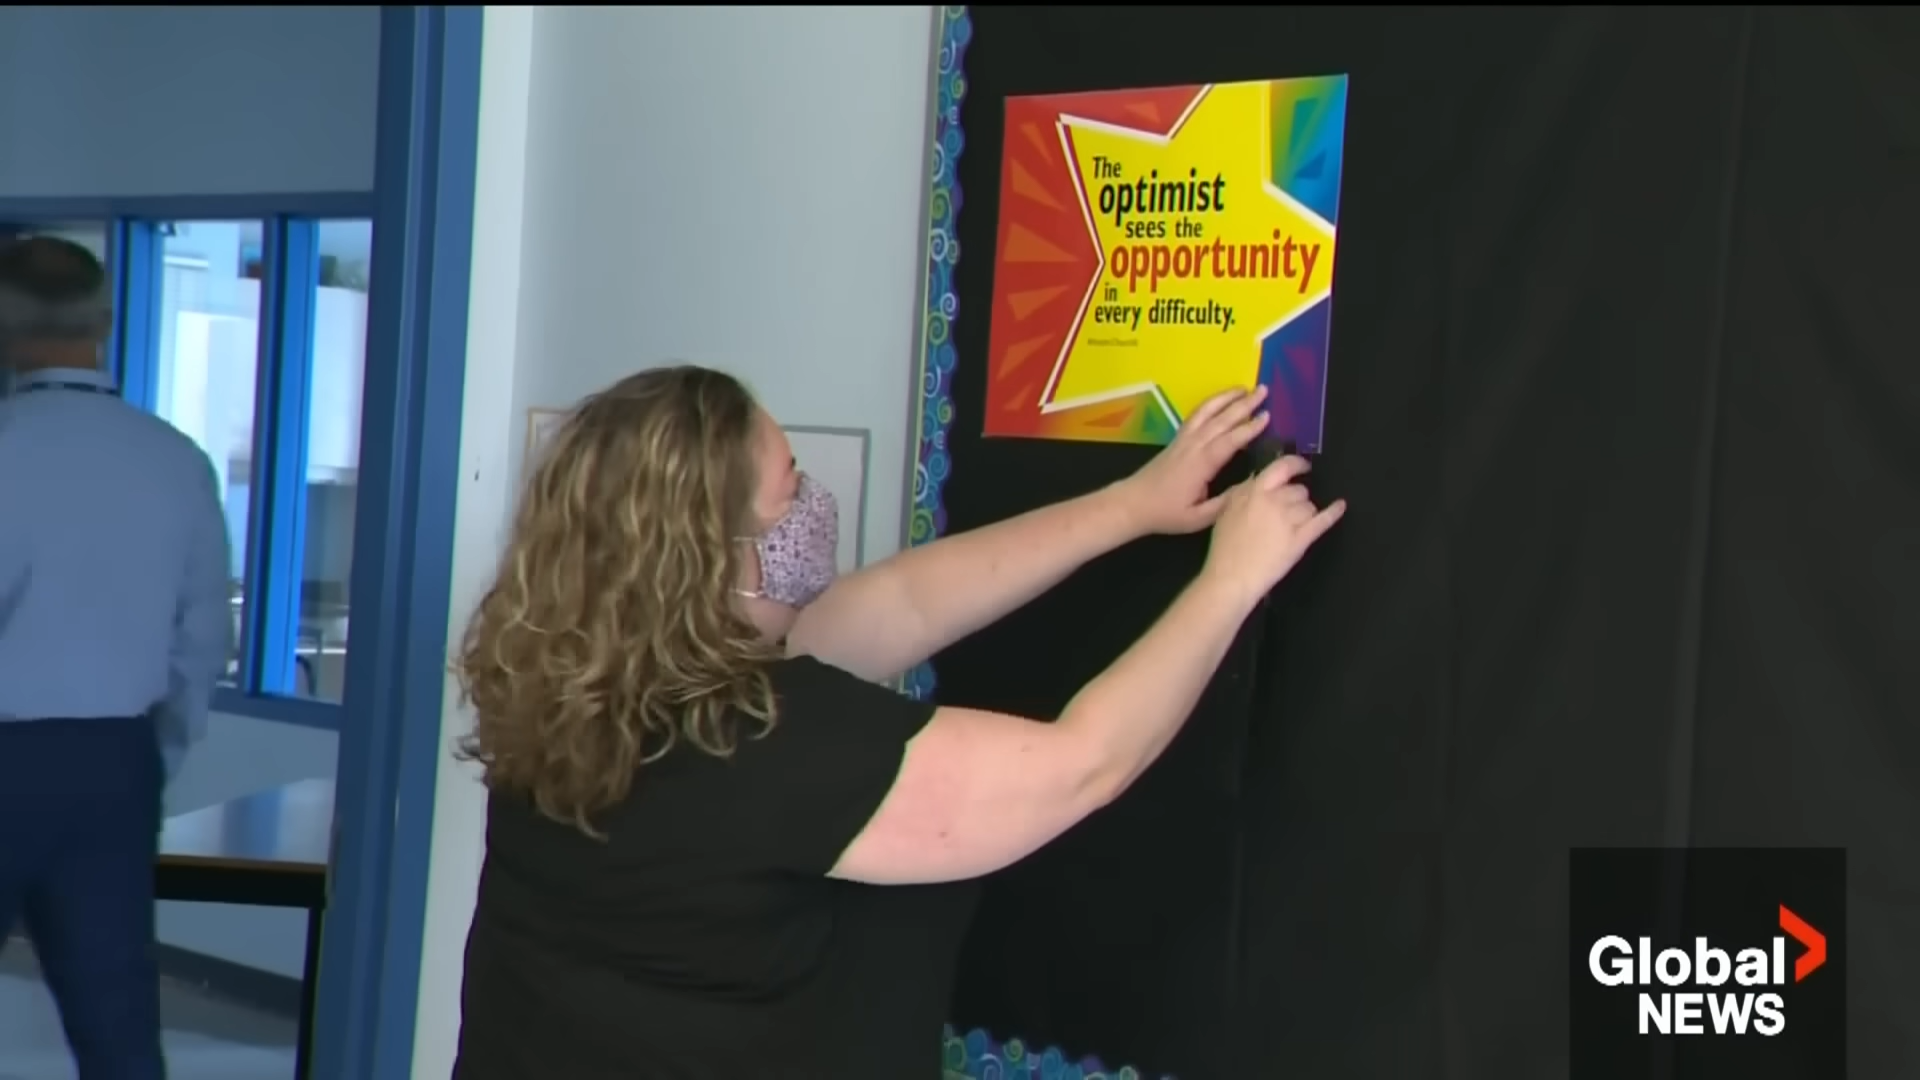 The
optimist
sees the
opportunity
in
every difficulty.
Global
NEWS